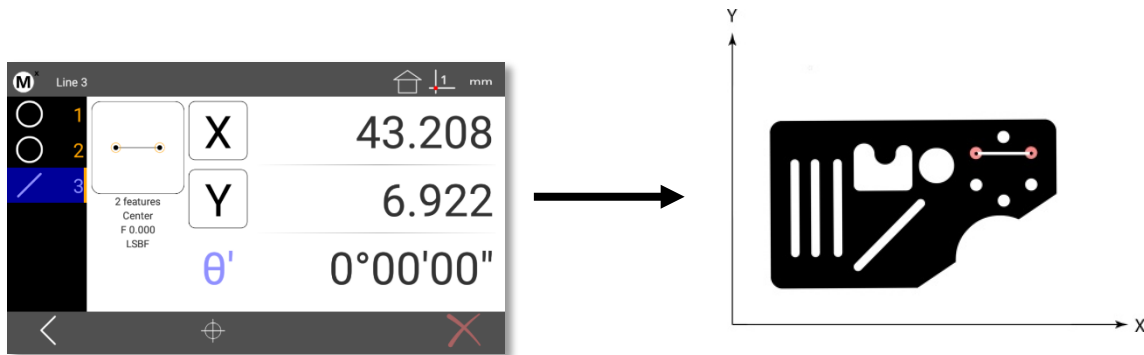 M x Line 3 1 mm
1
2
3
X 43.208
Y 6.922
θ' 0°00'00"
2 features
Center
F 0.000
LSBF
Y
X